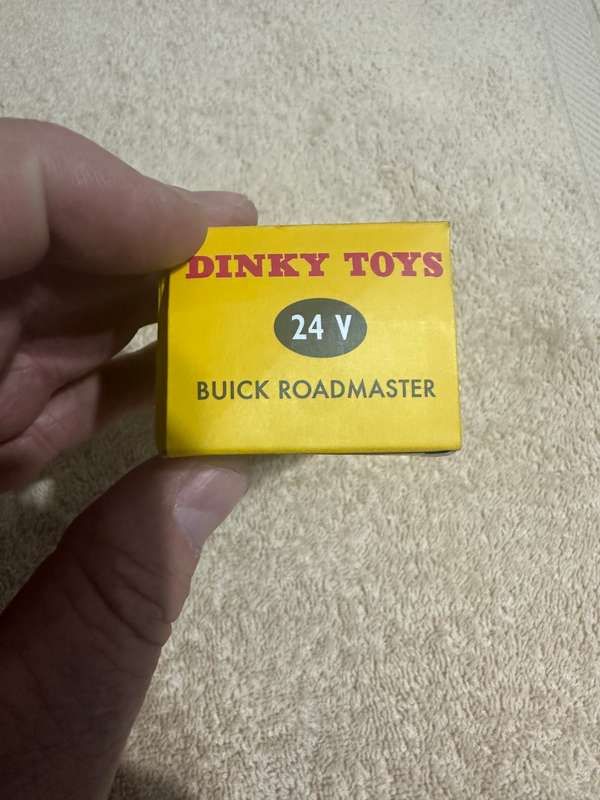 DINKY TOYS
24 V
BUICK ROADMASTER